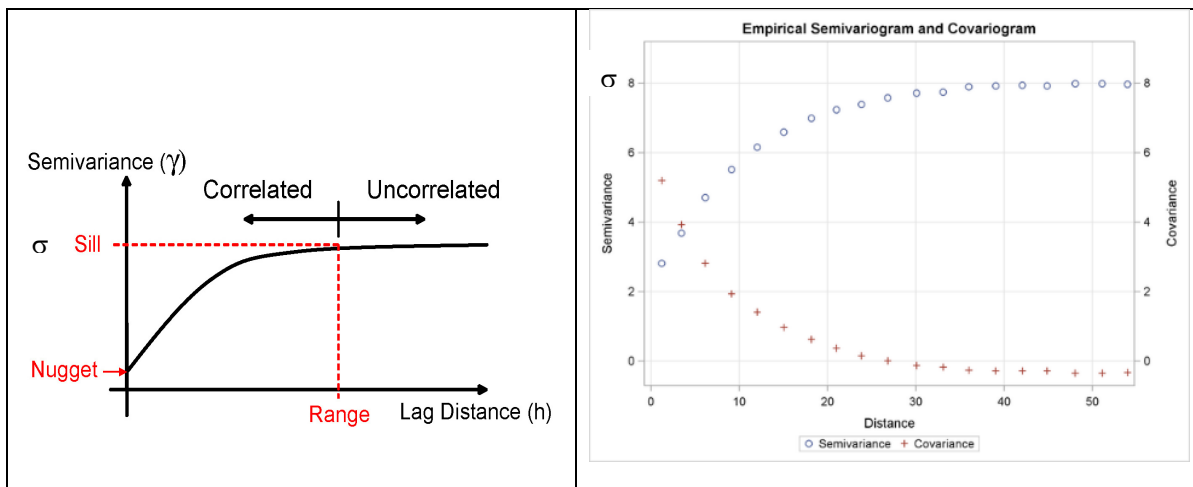 Semivariance (γ)
Correlated
Uncorrelated
σ
Sill
Nugget
Range
Lag Distance (h)
Empirical Semivariogram and Covariogram
σ
8
8
6
6
4
4
2
2
0
0
Semivariance
Covariance
0 10 20 30 40 50
Distance
Semivariance Covariance